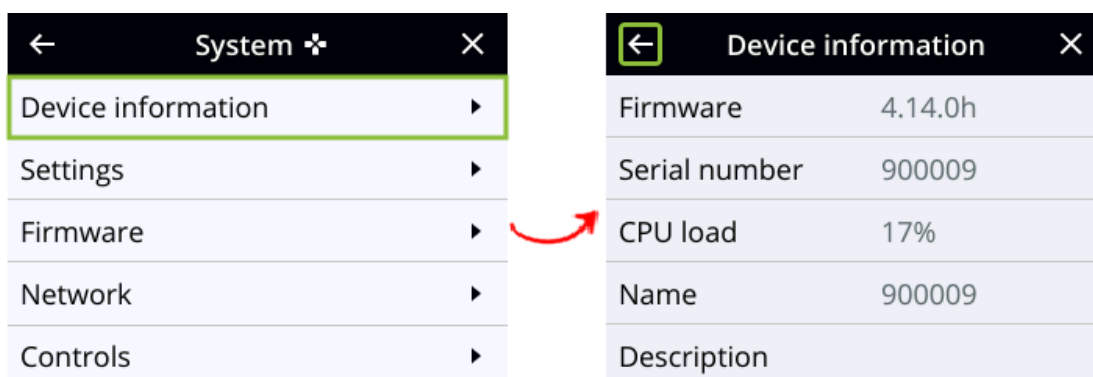 System
Device information
Settings
Firmware
Network
Controls
Device information
Firmware 4.14.0h
Serial number 900009
CPU load 17%
Name 900009
Description